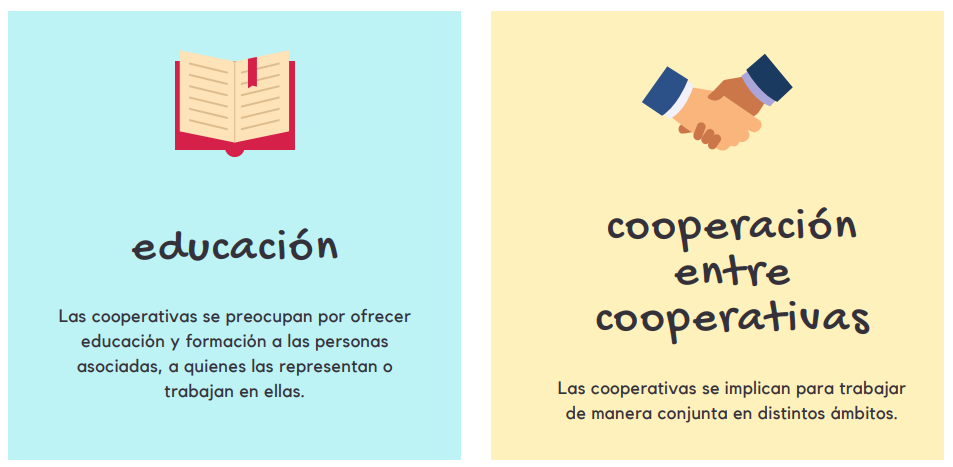 educación
Las cooperativas se preocupan por ofrecer
educación y formación a las personas
asociadas, a quienes las representan o
trabajan en ellas.
cooperación
entre
cooperativas
Las cooperativas se implican para trabajar
de manera conjunta en distintos ámbitos.